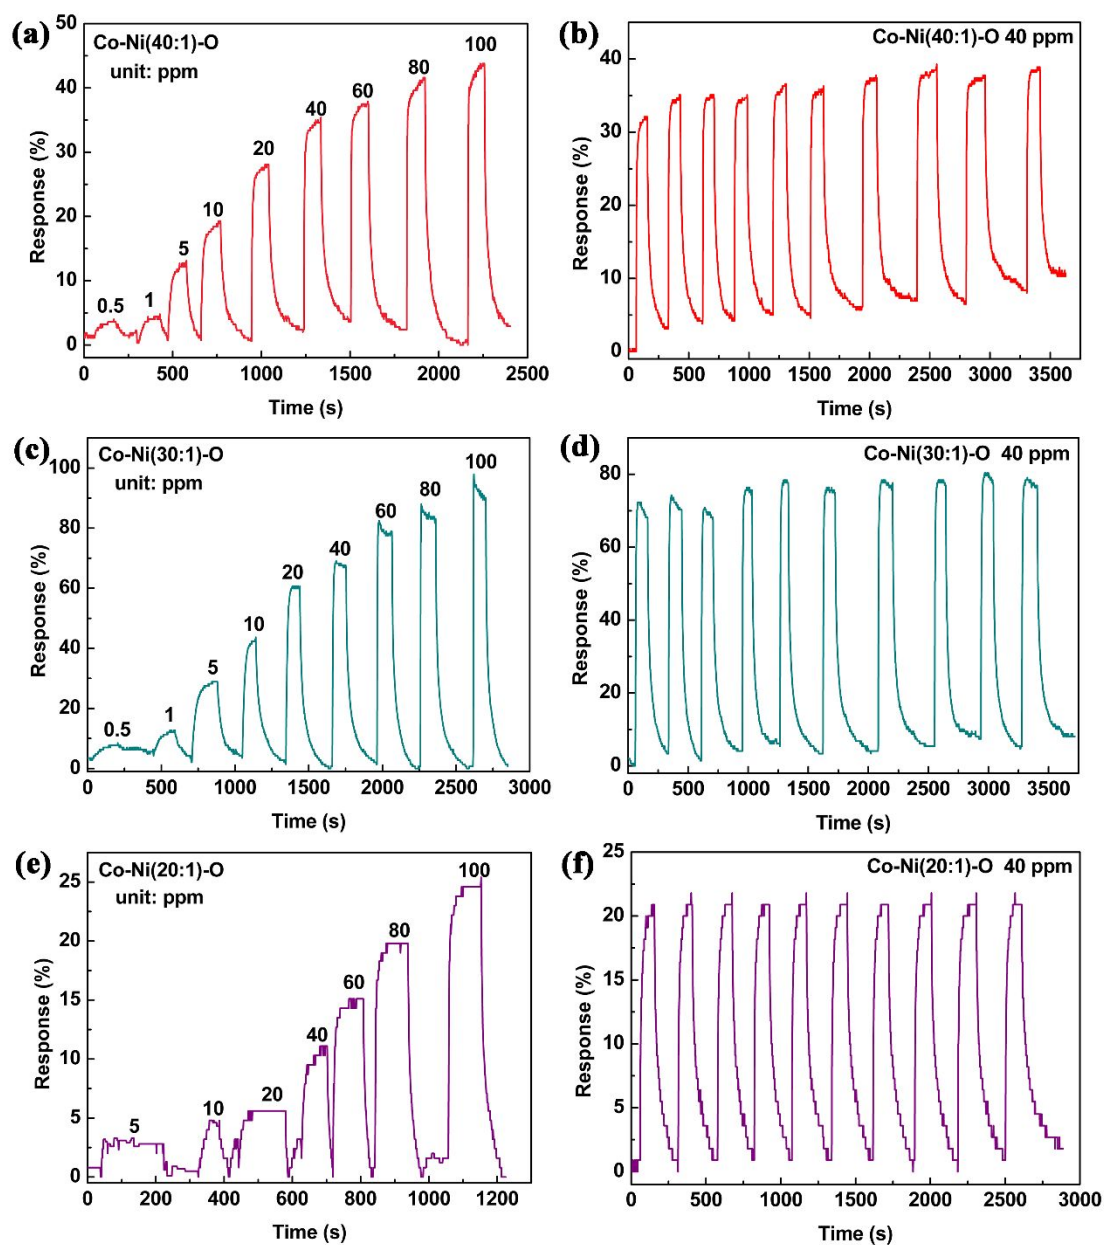 (a)
Co-Ni(40:1)-O
unit: ppm
0.5
1
5
10
20
40
60
80
100
50
40
30
20
10
0
Response (%)
0 500 1000 1500 2000 2500
Time (s)
(b)
Co-Ni(40:1)-O 40 ppm
40
30
20
10
0
Response (%)
0 500 1000 1500 2000 2500 3000 3500
Time (s)
(c)
Co-Ni(30:1)-O
unit: ppm
0.5
1
5
10
20
40
60
80
100
100
80
60
40
20
0
Response (%)
0 500 1000 1500 2000 2500 3000
Time (s)
(d)
Co-Ni(30:1)-O 40 ppm
80
60
40
20
0
Response (%)
0 500 1000 1500 2000 2500 3000 3500
Time (s)
(e)
Co-Ni(20:1)-O
unit: ppm
5
10
20
40
60
80
100
25
20
15
10
5
0
Response (%)
0 200 400 600 800 1000 1200
Time (s)
(f)
Co-Ni(20:1)-O 40 ppm
25
20
15
10
5
0
Response (%)
0 500 1000 1500 2000 2500 3000
Time (s)